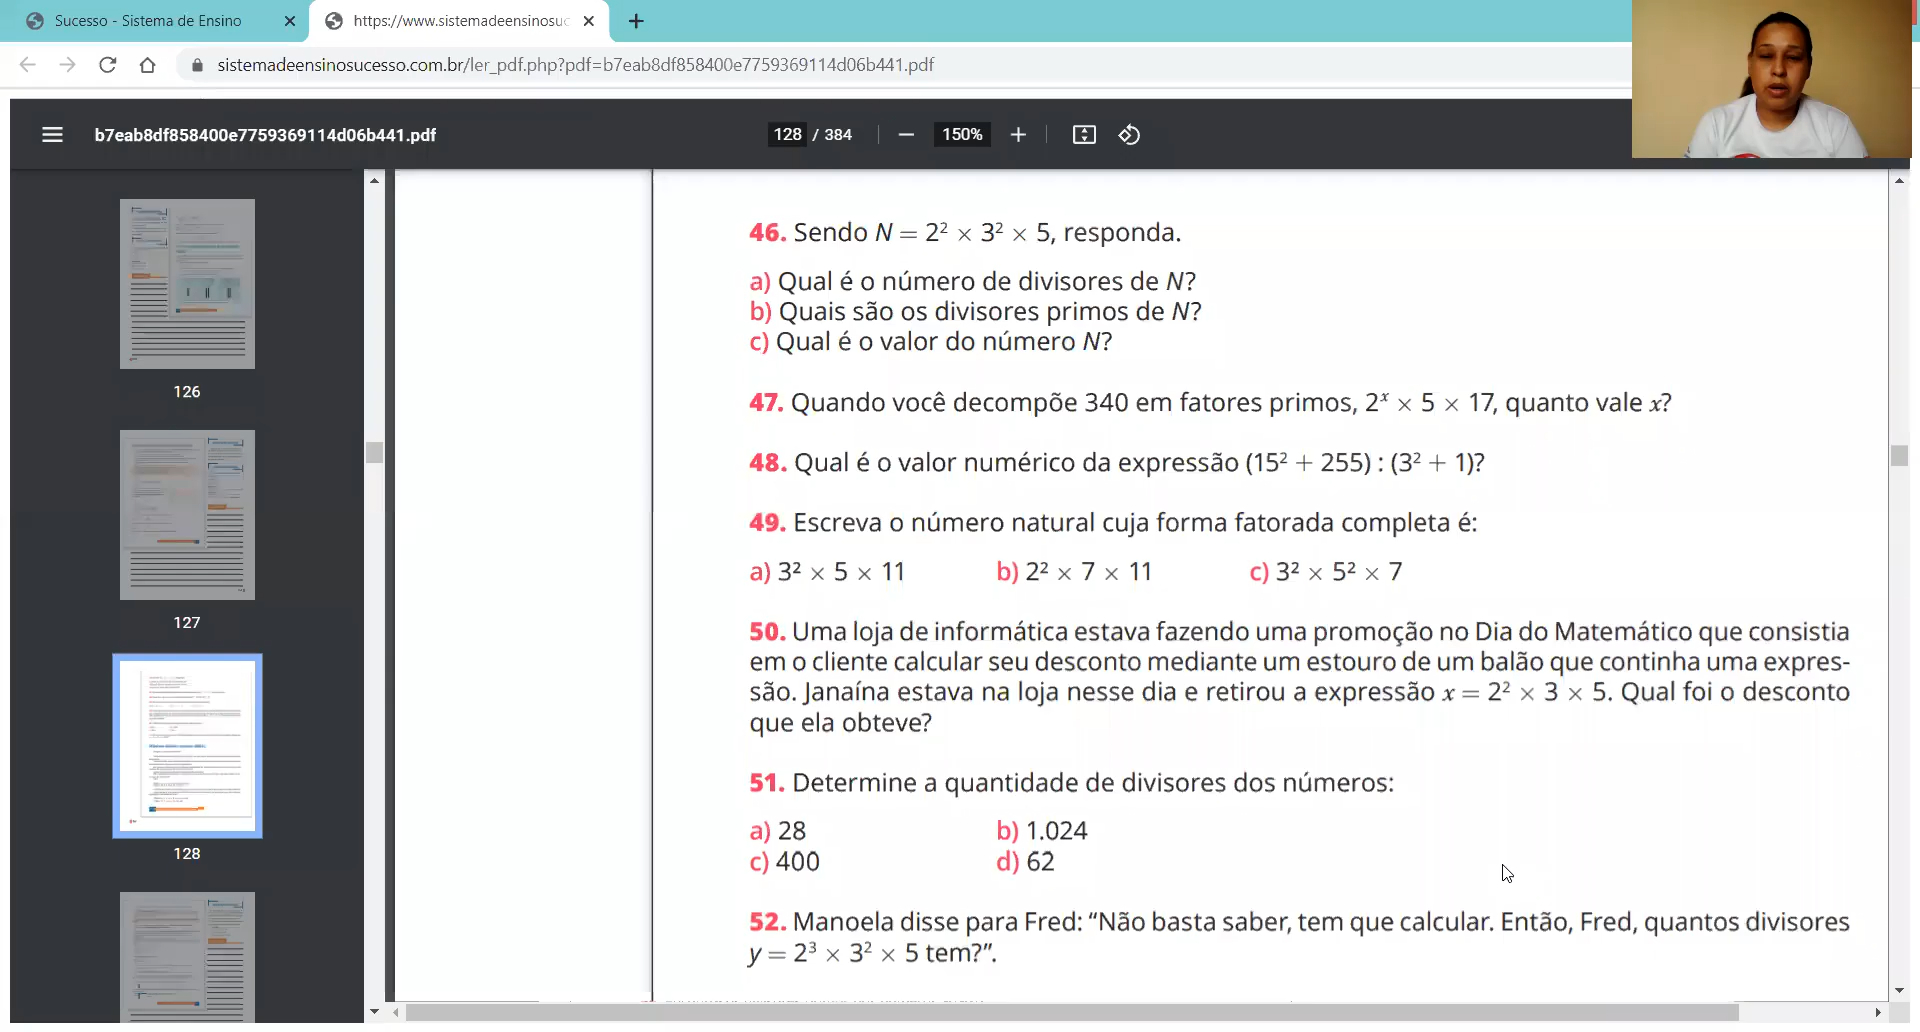 Sucesso - Sistema de Ensino
https://www.sistemadeensinosuc
sistemadeensinosucesso.com.br/ler_pdf.php?pdf=b7eab8df858400e7759369114d06b441.pdf
b7eab8df858400e7759369114d06b441.pdf
128 / 384
150%
126
127
128
46. Sendo N = 2² × 3² × 5, responda.
a) Qual é o número de divisores de N?
b) Quais são os divisores primos de N?
c) Qual é o valor do número N?
47. Quando você decompõe 340 em fatores primos, 2ˣ × 5 × 17, quanto vale x?
48. Qual é o valor numérico da expressão (15² + 255) : (3² + 1)?
49. Escreva o número natural cuja forma fatorada completa é:
a) 3² × 5 × 11 b) 2² × 7 × 11 c) 3² × 5² × 7
50. Uma loja de informática estava fazendo uma promoção no Dia do Matemático que consistia
em o cliente calcular seu desconto mediante um estouro de um balão que continha uma expres-
são. Janaína estava na loja nesse dia e retirou a expressão x = 2² × 3 × 5. Qual foi o desconto
que ela obteve?
51. Determine a quantidade de divisores dos números:
a) 28 b) 1.024
c) 400 d) 62
52. Manoela disse para Fred: “Não basta saber, tem que calcular. Então, Fred, quantos divisores
y = 2³ × 3² × 5 tem?”.